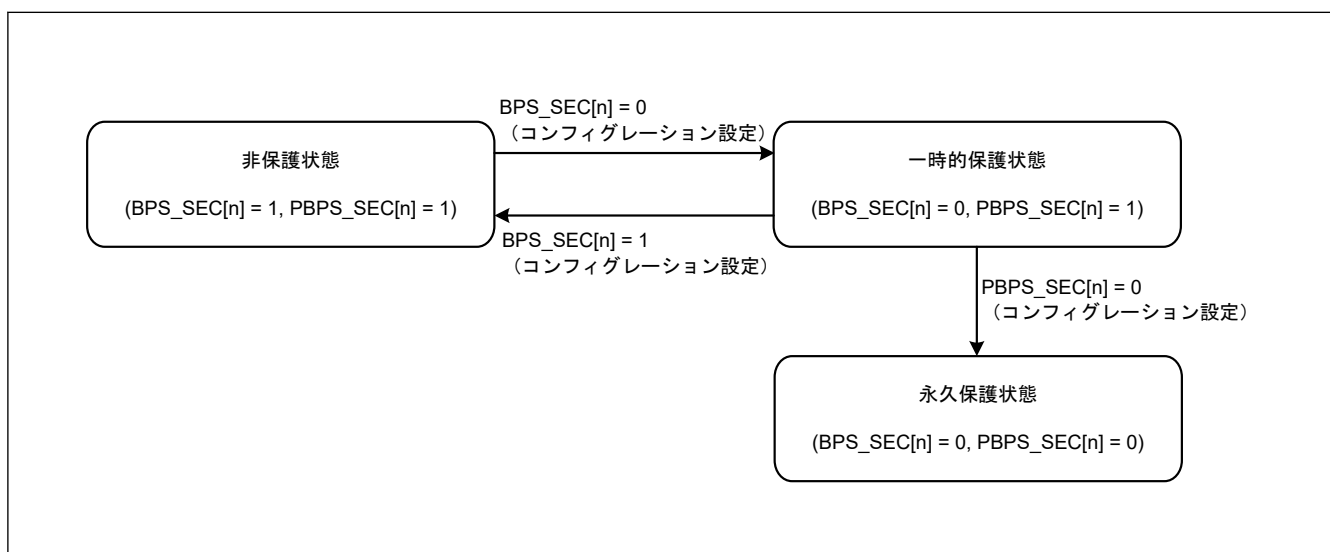 BPS_SEC[n] = 0
(コンフィグレーション設定)
非保護状態
(BPS_SEC[n] = 1, PBPS_SEC[n] = 1)
一時的保護状態
(BPS_SEC[n] = 0, PBPS_SEC[n] = 1)
BPS_SEC[n] = 1
(コンフィグレーション設定)
PBPS_SEC[n] = 0
(コンフィグレーション設定)
永久保護状態
(BPS_SEC[n] = 0, PBPS_SEC[n] = 0)